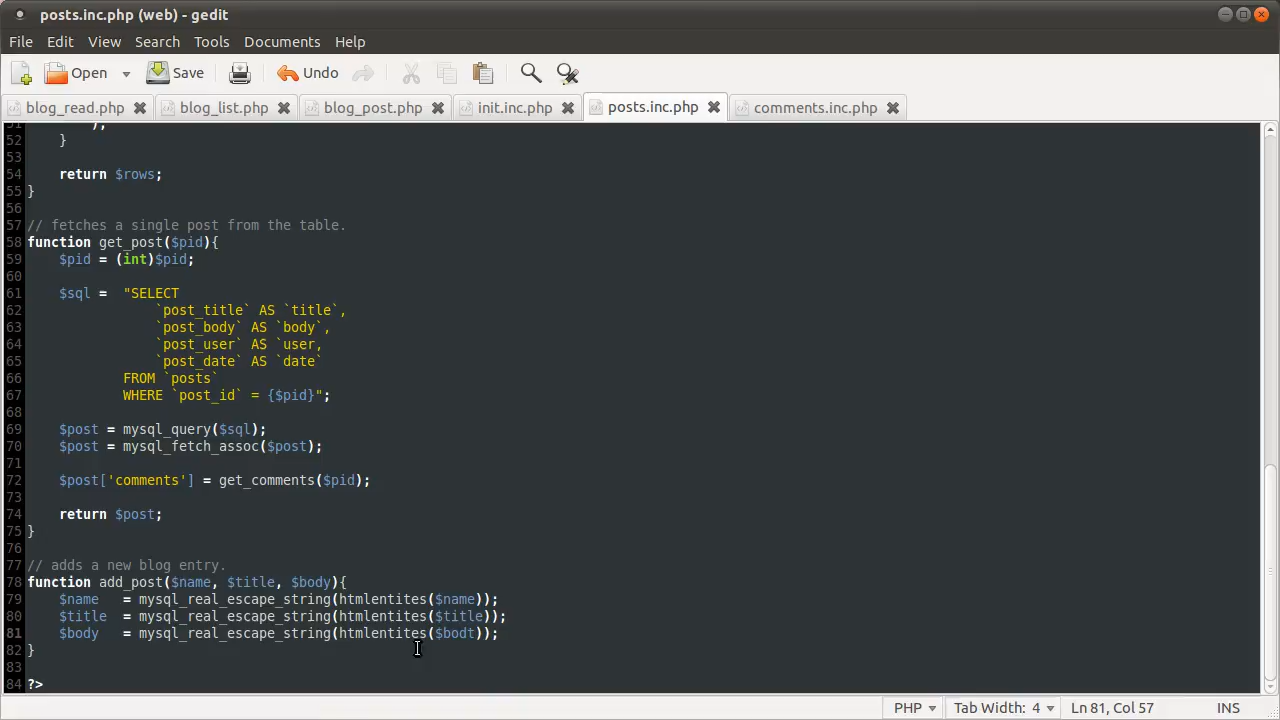 posts.inc.php (web) - gedit
File Edit View Search Tools Documents Help
Open Save Undo
blog_read.php blog_list.php blog_post.php init.inc.php posts.inc.php comments.inc.php
51 );
52 }
53
54 return $rows;
55 }
56
57 // fetches a single post from the table.
58 function get_post($pid){
59 $pid = (int)$pid;
60
61 $sql = "SELECT
62 `post_title` AS `title`,
63 `post_body` AS `body`,
64 `post_user` AS `user,
65 `post_date` AS `date`
66 FROM `posts`
67 WHERE `post_id` = {$pid}";
68
69 $post = mysql_query($sql);
70 $post = mysql_fetch_assoc($post);
71
72 $post['comments'] = get_comments($pid);
73
74 return $post;
75 }
76
77 // adds a new blog entry.
78 function add_post($name, $title, $body){
79 $name = mysql_real_escape_string(htmlentites($name));
80 $title = mysql_real_escape_string(htmlentites($title));
81 $body = mysql_real_escape_string(htmlentites($bodt));
82 }
83
84 ?>
PHP Tab Width: 4 Ln 81, Col 57 INS